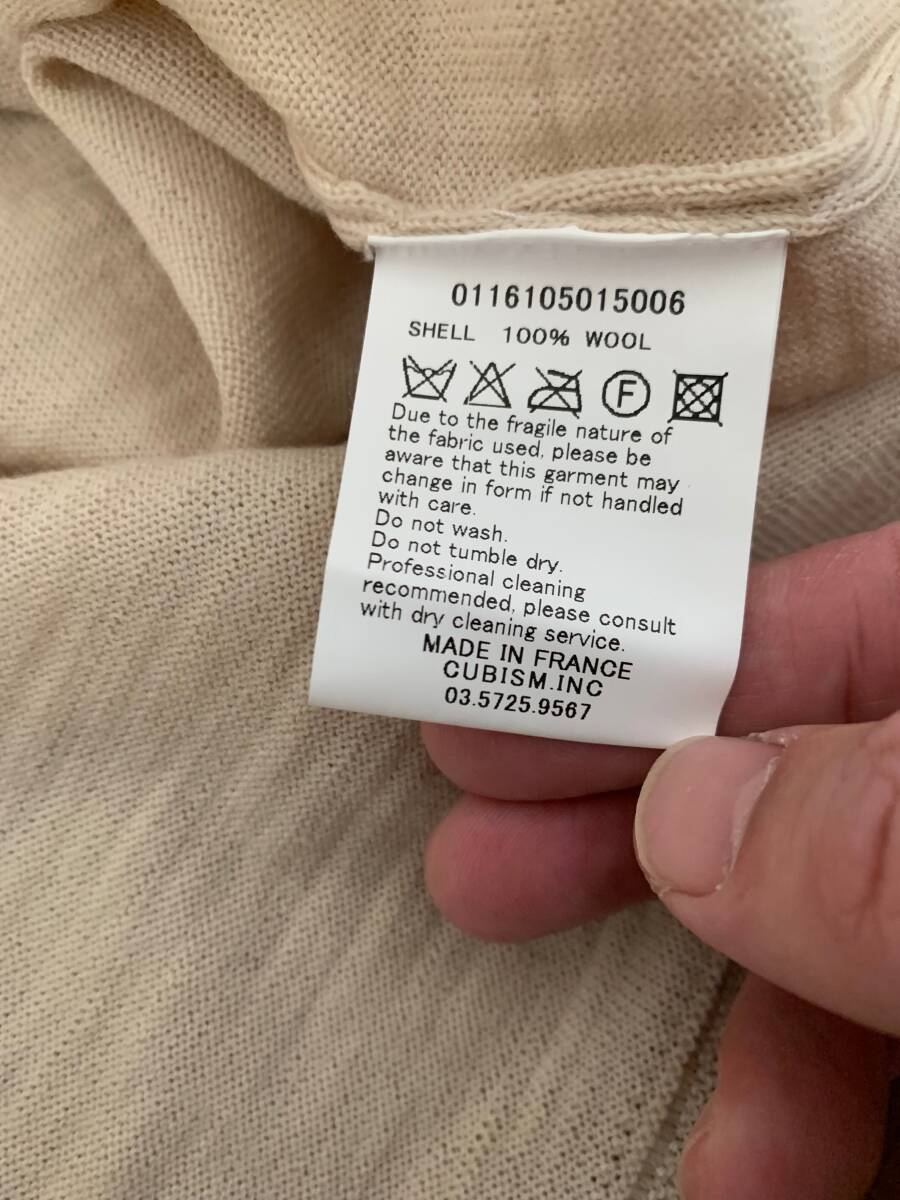 0116105015006
SHELL 100% WOOL
F
Due to the fragile nature of
the fabric used, please be
aware that this garment may
change in form if not handled
with care.
Do not wash.
Do not tumble dry.
Professional cleaning
recommended, please consult
with dry cleaning service.
MADE IN FRANCE
CUBISM.INC
03.5725.9567